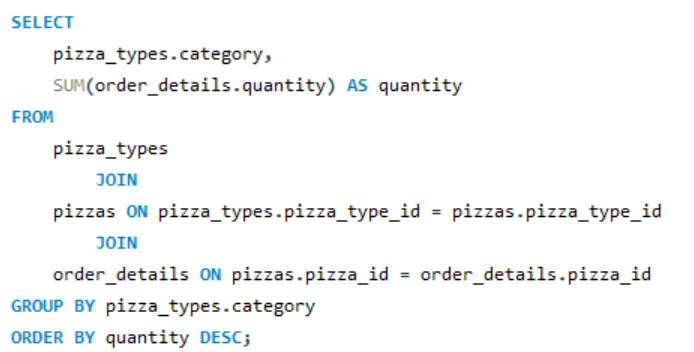 SELECT
pizza_types.category,
SUM(order_details.quantity) AS quantity
FROM
pizza_types
JOIN
pizzas ON pizza_types.pizza_type_id = pizzas.pizza_type_id
JOIN
order_details ON pizzas.pizza_id = order_details.pizza_id
GROUP BY pizza_types.category
ORDER BY quantity DESC;